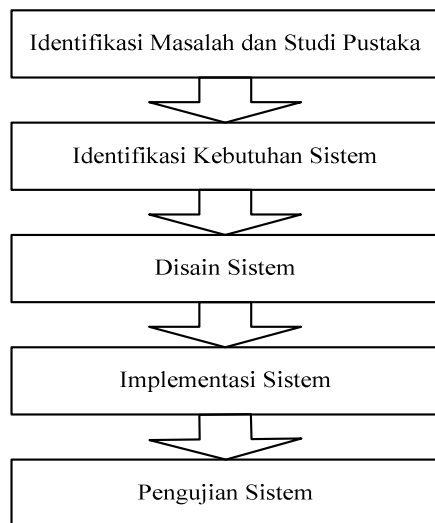 Identifikasi Masalah dan Studi Pustaka
Identifikasi Kebutuhan Sistem
Disain Sistem
Implementasi Sistem
Pengujian Sistem